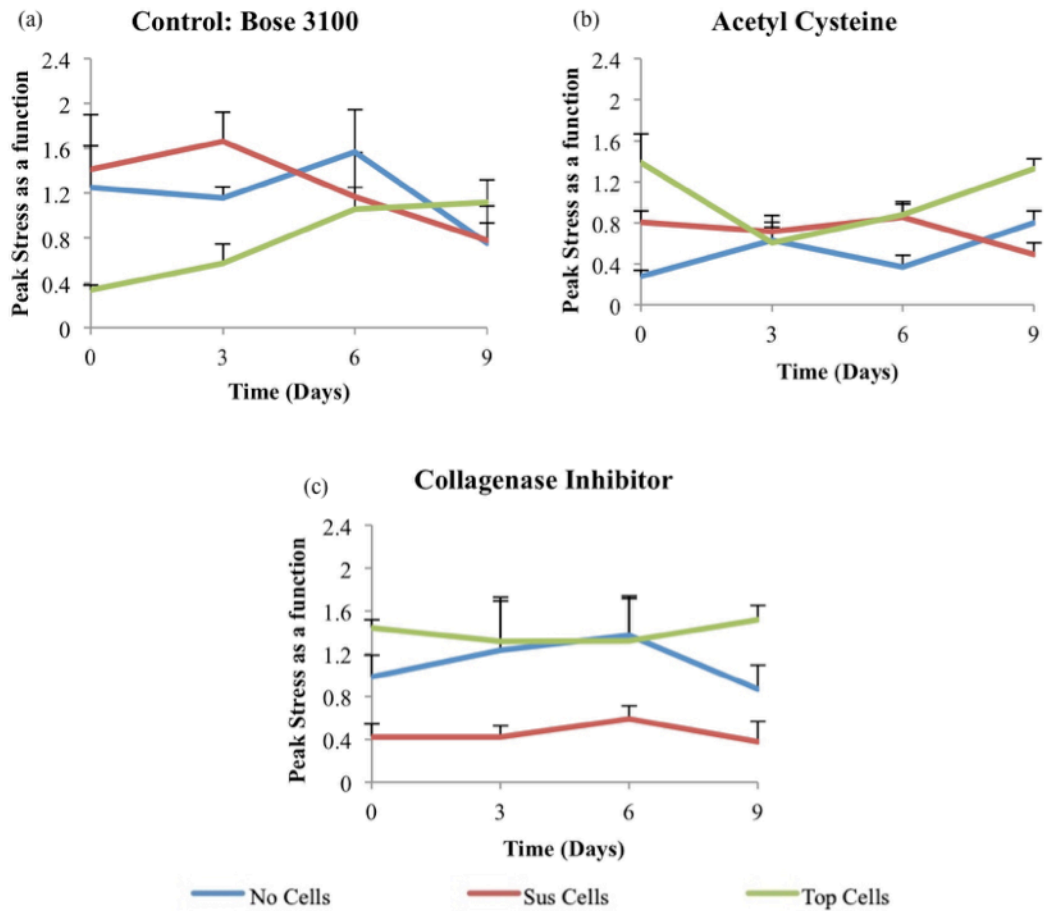 (a)
Control: Bose 3100
Peak Stress as a function
2.4
2
1.6
1.2
0.8
0.4
0
0 3 6 9
Time (Days)
(b)
Acetyl Cysteine
Peak Stress as a function
2.4
2
1.6
1.2
0.8
0.4
0
0 3 6 9
Time (Days)
(c)
Collagenase Inhibitor
Peak Stress as a function
2.4
2
1.6
1.2
0.8
0.4
0
0 3 6 9
Time (Days)
No Cells Sus Cells Top Cells